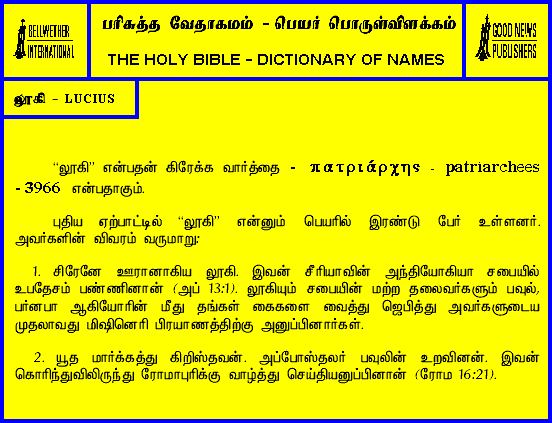 BELLWETHER
INTERNATIONAL
பரிசுத்த வேதாகமம் - பெயர் பொருள்விளக்கம்
THE HOLY BIBLE - DICTIONARY OF NAMES
GOOD NEWS
PUBLISHERS
லூகி - LUCIUS
“லூகி” என்பதன் கிரேக்க வார்த்தை - πατριάρχης - patriarchees
- 3966 என்பதாகும்.
புதிய ஏற்பாட்டில் “லூகி” என்னும் பெயரில் இரண்டு பேர் உள்ளனர்.
அவர்களின் விவரம் வருமாறு:
1. சிரேனே ஊரானாகிய லூகி. இவன் சீரியாவின் அந்தியோகியா சபையில்
உபதேசம் பண்ணினான் (அப் 13:1). லூகியும் சபையின் மற்ற தலைவர்களும் பவுல்,
பர்னபா ஆகியோரின் மீது தங்கள் கைகளை வைத்து ஜெபித்து அவர்களுடைய
முதலாவது மிஷினெரி பிரயாணத்திற்கு அனுப்பினார்கள்.
2. யூத மார்க்கத்து கிறிஸ்தவன். அப்போஸ்தலர் பவுலின் உறவினன். இவன்
கொரிந்துவிலிருந்து ரோமாபுரிக்கு வாழ்த்து செய்தியனுப்பினான் (ரோம 16:21).